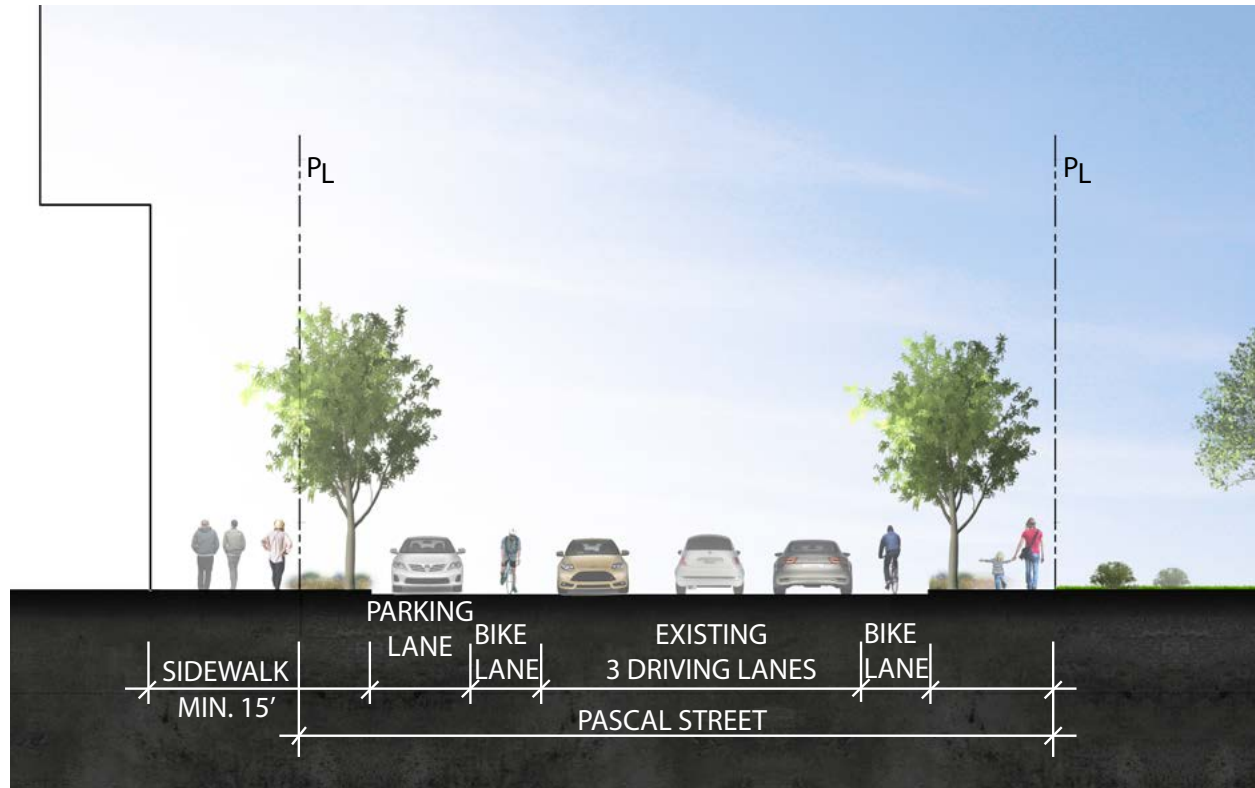 PL
PL
PARKING
LANE
BIKE
LANE
EXISTING
3 DRIVING LANES
BIKE
LANE
SIDEWALK
MIN. 15’
PASCAL STREET